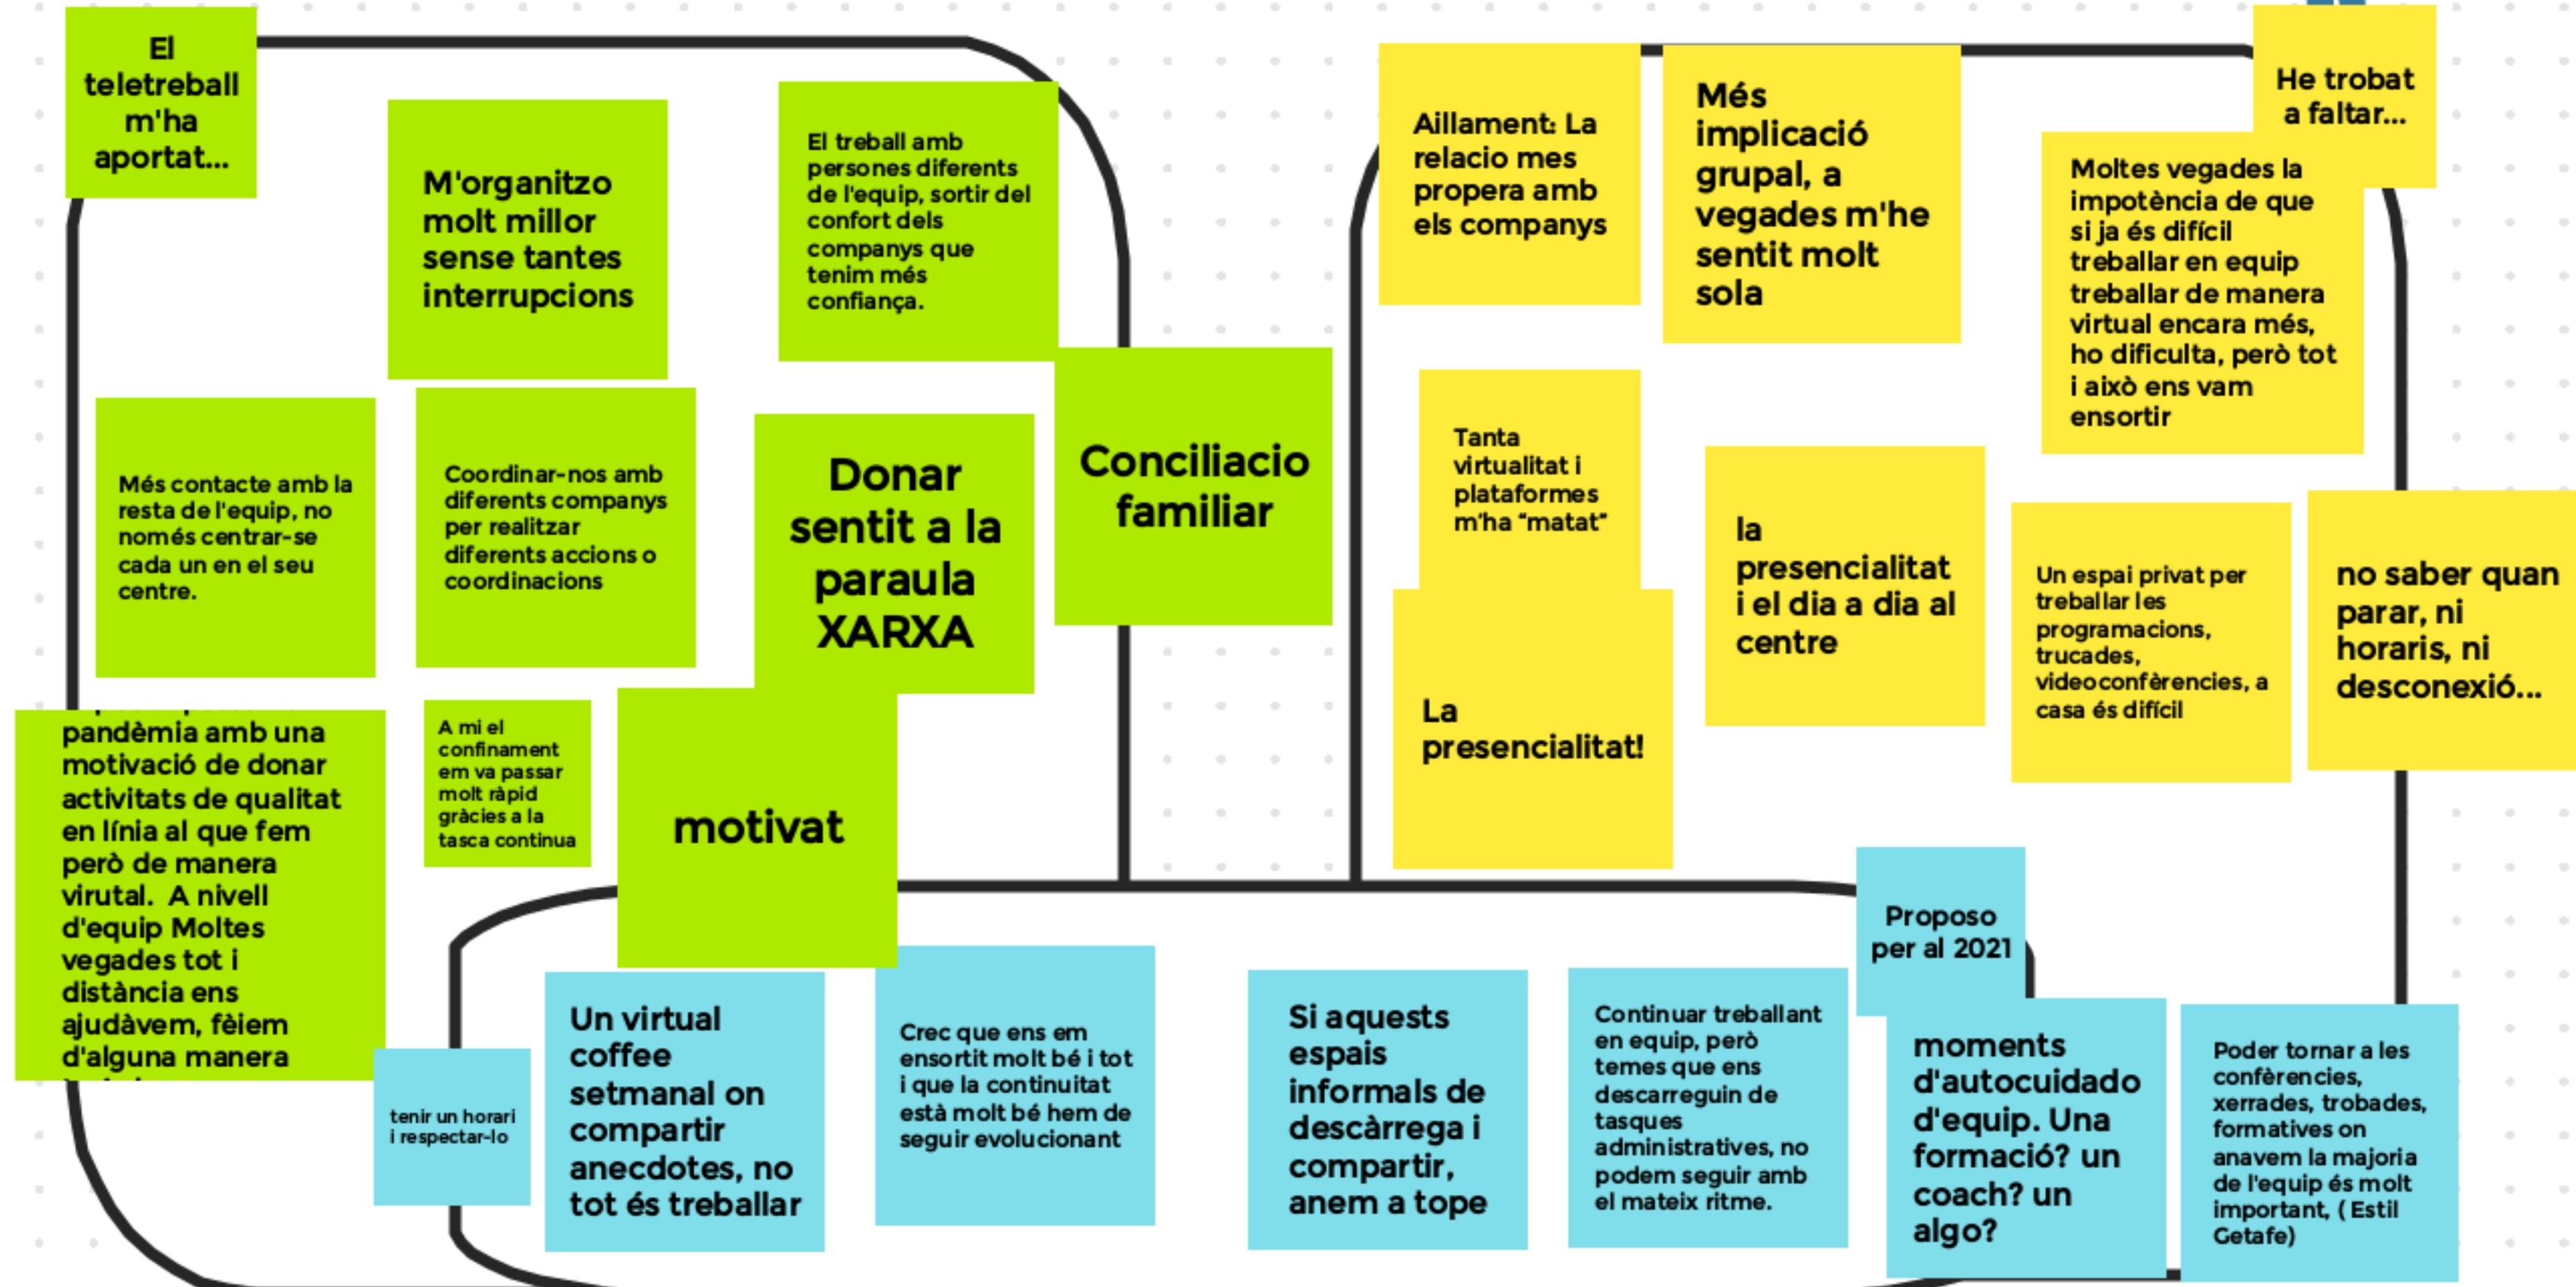 El
teletreball
m'ha
aportat...
M'organitzo
molt millor
sense tantes
interrupcions
El treball amb
persones diferents
de l'equip, sortir del
confort dels
companys que
tenim més
confiança.
Més contacte amb la
resta de l'equip, no
només centrar-se
cada un en el seu
centre.
Coordinar-nos amb
diferents companys
per realitzar
diferents accions o
coordinacions
Donar
sentit a la
paraula
XARXA
Conciliacio
familiar
pandèmia amb una
motivació de donar
activitats de qualitat
en línia al que fem
però de manera
virutal. A nivell
d'equip Moltes
vegades tot i
distància ens
ajudàvem, fèiem
d'alguna manera
A mi el
confinament
em va passar
molt ràpid
gràcies a la
tasca continua
motivat
He trobat
a faltar...
Aillament: La
relacio mes
propera amb
els companys
Més
implicació
grupal, a
vegades m'he
sentit molt
sola
Moltes vegades la
impotència de que
si ja és difícil
treballar en equip
treballar de manera
virtual encara més,
ho dificulta, però tot
i això ens vam
ensortir
Tanta
virtualitat i
plataformes
m'ha "matat"
la
presencialitat
i el dia a dia al
centre
Un espai privat per
treballar les
programacions,
trucades,
videoconfèrencies, a
casa és difícil
no saber quan
parar, ni
horaris, ni
desconexió...
La
presencialitat!
Proposo
per al 2021
tenir un horari
i respectar-lo
Un virtual
coffee
setmanal on
compartir
anecdotes, no
tot és treballar
Crec que ens em
ensortit molt bé i tot
i que la continuitat
està molt bé hem de
seguir evolucionant
Si aquests
espais
informals de
descàrrega i
compartir,
anem a tope
Continuar treballant
en equip, però
temes que ens
descarreguin de
tasques
administratives, no
podem seguir amb
el mateix ritme.
moments
d'autocuidado
d'equip. Una
formació? un
coach? un
algo?
Poder tornar a les
confèrencies,
xerrades, trobades,
formatives on
anavem la majoria
de l'equip és molt
important, ( Estil
Getafe)